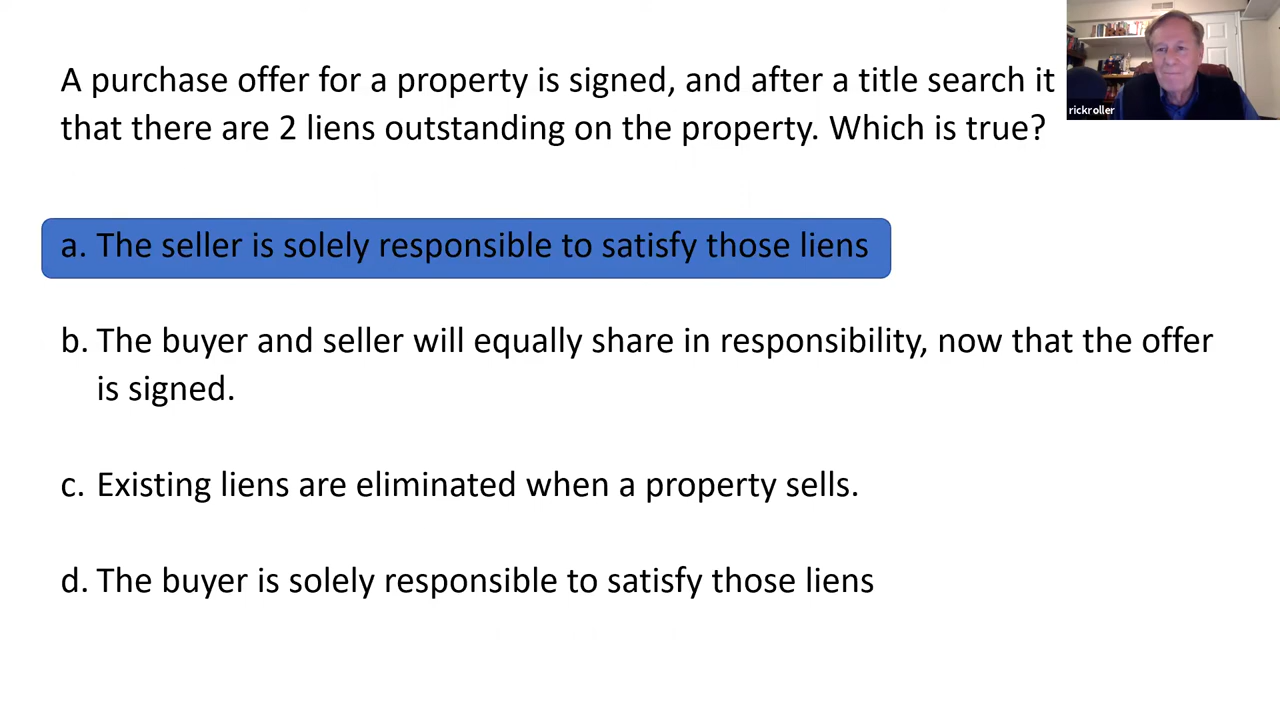 A purchase offer for a property is signed, and after a title search it
that there are 2 liens outstanding on the property. Which is true?
a. The seller is solely responsible to satisfy those liens
b. The buyer and seller will equally share in responsibility, now that the offer
is signed.
c. Existing liens are eliminated when a property sells.
d. The buyer is solely responsible to satisfy those liens
rickroller